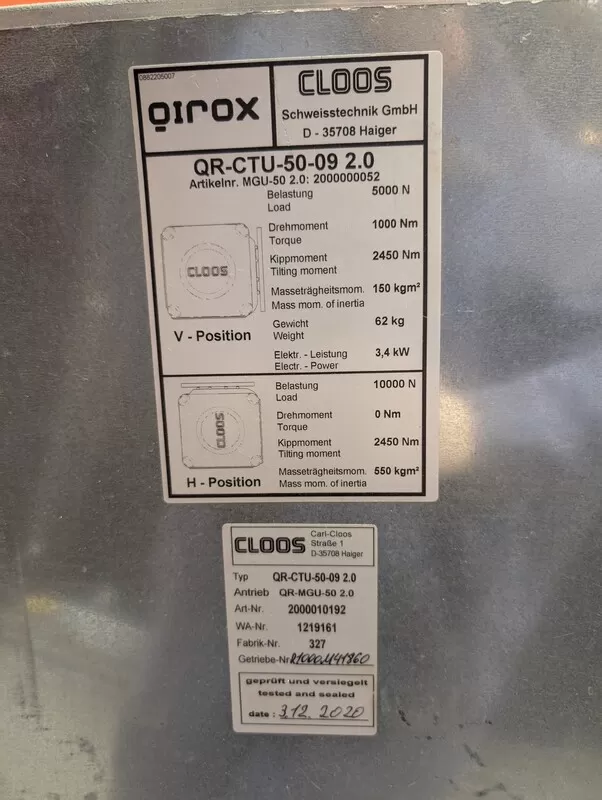 0882205007
QIROX
CLOOS
Schweisstechnik GmbH
D - 35708 Haiger
QR-CTU-50-09 2.0
Artikelnr. MGU-50 2.0: 2000000052
Belastung 5000 N
Load
Drehmoment 1000 Nm
Torque
Kippmoment 2450 Nm
Tilting moment
Masseträgheitsmom. 150 kgm²
Mass mom. of inertia
Gewicht 62 kg
Weight
Elektr. - Leistung 3,4 kW
Electr. - Power
CLOOS
V - Position
Belastung 10000 N
Load
Drehmoment 0 Nm
Torque
Kippmoment 2450 Nm
Tilting moment
Masseträgheitsmom. 550 kgm²
Mass mom. of inertia
CLOOS
H - Position
CLOOS
Carl-Cloos
Straße 1
D-35708 Haiger
Typ QR-CTU-50-09 2.0
Antrieb QR-MGU-50 2.0
Art-Nr. 2000010192
WA-Nr. 1219161
Fabrik-Nr. 327
Getriebe-Nr.
geprüft und versiegelt
tested and sealed
date : 3.12. 2020